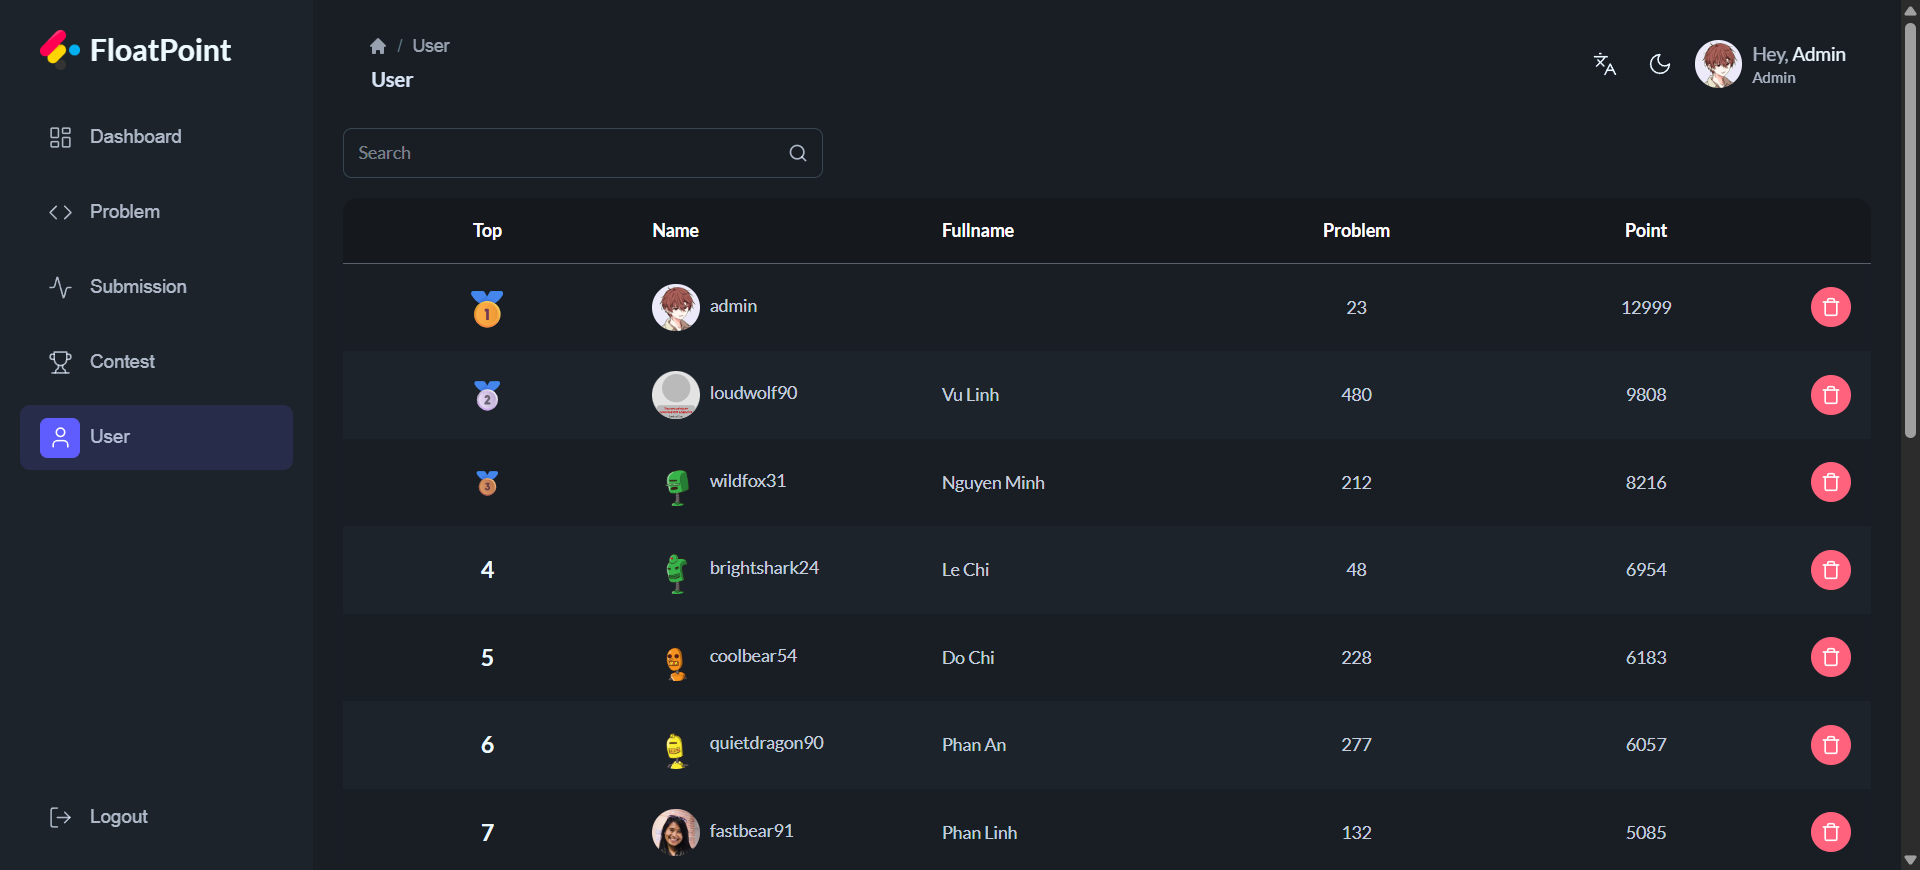 FloatPoint
Dashboard
Problem
Submission
Contest
User
Logout
/ User
User
Hey, Admin
Admin
Search
Top Name Fullname Problem Point
1 admin 23 12999
2 loudwolf90 Vu Linh 480 9808
3 wildfox31 Nguyen Minh 212 8216
4 brightshark24 Le Chi 48 6954
5 coolbear54 Do Chi 228 6183
6 quietdragon90 Phan An 277 6057
7 fastbear91 Phan Linh 132 5085